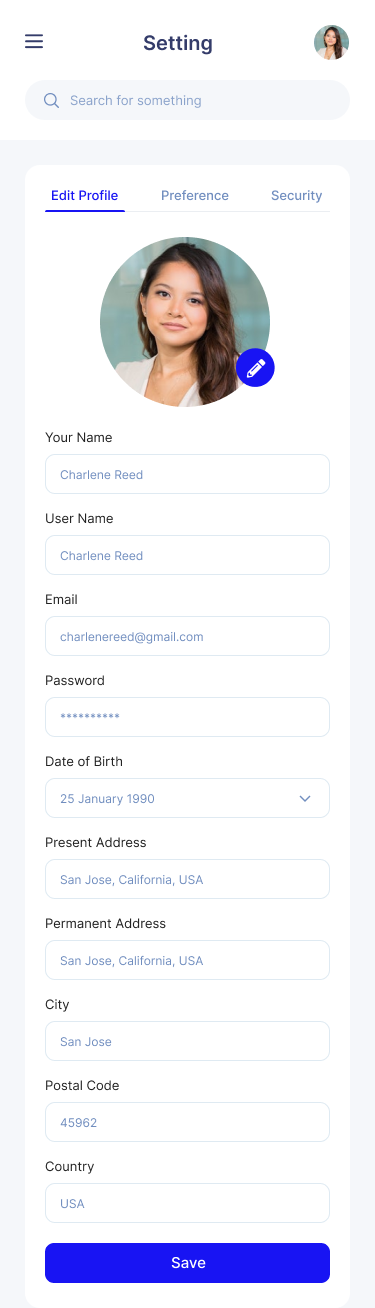 Setting
Search for something
Edit Profile Preference Security
Your Name
Charlene Reed
User Name
Charlene Reed
Email
charlenereed@gmail.com
Password
**********
Date of Birth
25 January 1990
Present Address
San Jose, California, USA
Permanent Address
San Jose, California, USA
City
San Jose
Postal Code
45962
Country
USA
Save